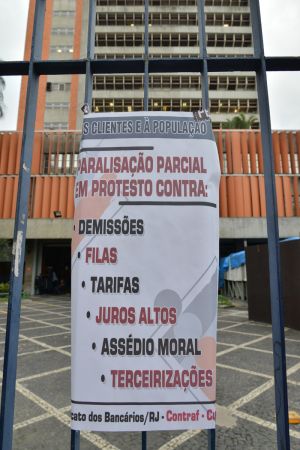 S CLIENTES E À POPULAÇÃO
ARALISAÇÃO PARCIAL
EM PROTESTO CONTRA:
• DEMISSÕES
• FILAS
• TARIFAS
• JUROS ALTOS
• ASSÉDIO MORAL
• TERCEIRIZAÇÕES
cato dos Bancários/RJ - Contraf - Cu